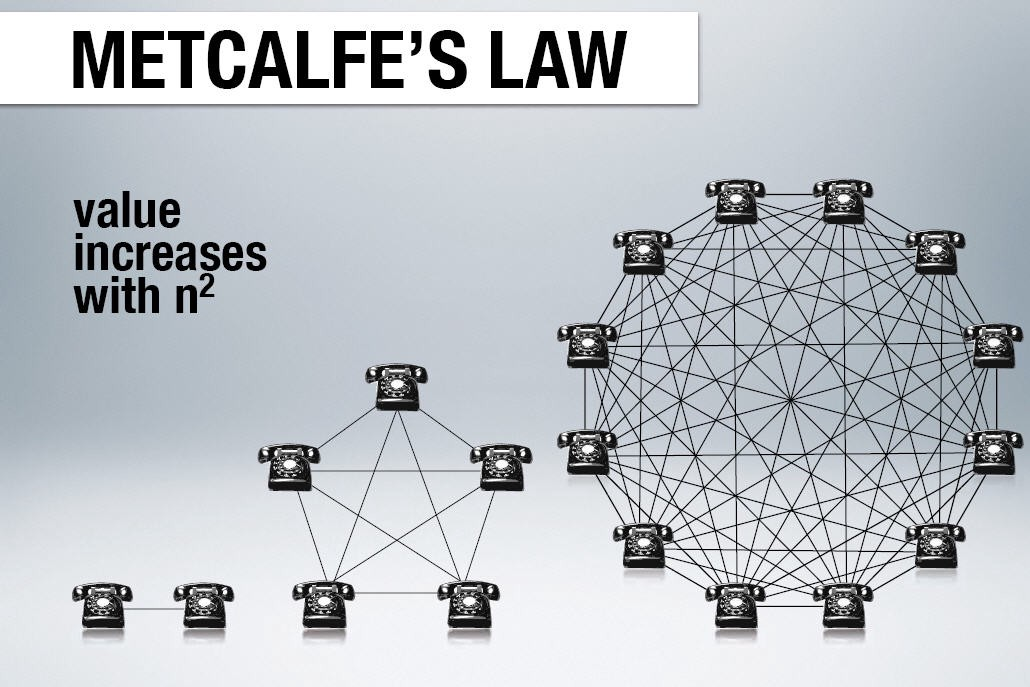 METCALFE’S LAW
value
increases
with n²